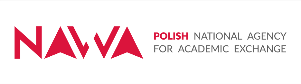 NAWA
POLISH NATIONAL AGENCY
FOR ACADEMIC EXCHANGE